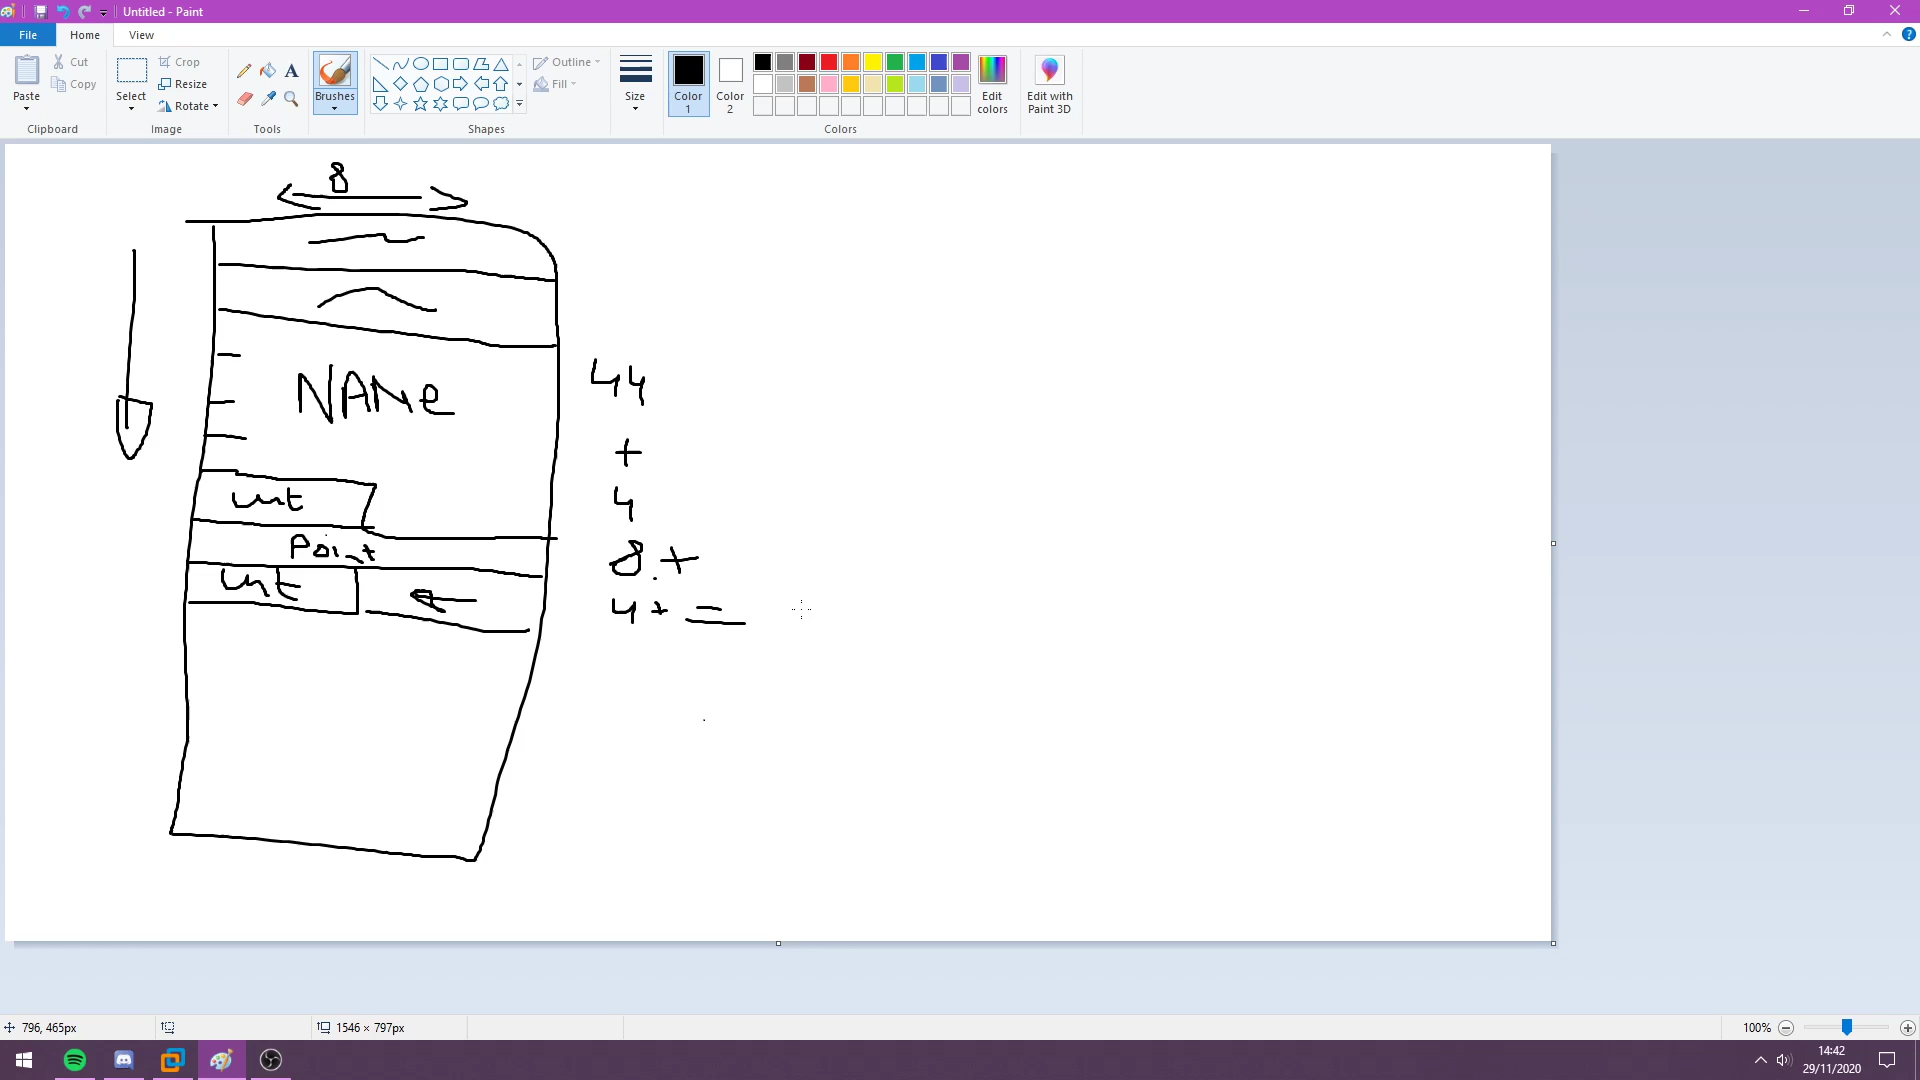 Untitled - Paint
File
Home
View
Paste
Cut
Copy
Clipboard
Select
Crop
Resize
Rotate
Image
Tools
Brushes
Shapes
Outline
Fill
Size
Color
1
Color
2
Edit
colors
Colors
Edit with
Paint 3D
8
NAMe
44
+
int
4
Point
8 +
int
4 + =
796, 465px
1546 × 797px
100%
14:42
29/11/2020